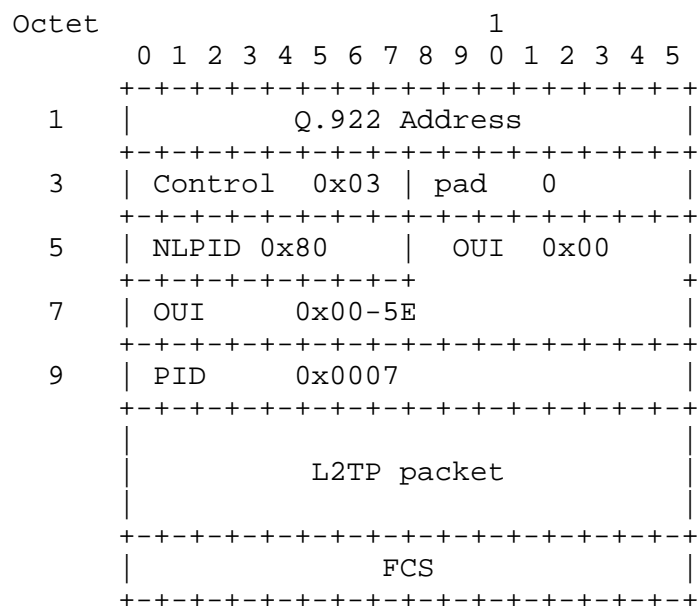 Octet                      1
       0 1 2 3 4 5 6 7 8 9 0 1 2 3 4 5
      +-+-+-+-+-+-+-+-+-+-+-+-+-+-+-+-+
  1   |         Q.922 Address         |
      +-+-+-+-+-+-+-+-+-+-+-+-+-+-+-+-+
  3   | Control  0x03 | pad   0       |
      +-+-+-+-+-+-+-+-+-+-+-+-+-+-+-+-+
  5   | NLPID 0x80    |  OUI  0x00    |
      +-+-+-+-+-+-+-+-+               +
  7   | OUI     0x00-5E               |
      +-+-+-+-+-+-+-+-+-+-+-+-+-+-+-+-+
  9   | PID     0x0007                |
      +-+-+-+-+-+-+-+-+-+-+-+-+-+-+-+-+
      |                               |
      |          L2TP packet          |
      |                               |
      +-+-+-+-+-+-+-+-+-+-+-+-+-+-+-+-+
      |              FCS              |
      +-+-+-+-+-+-+-+-+-+-+-+-+-+-+-+-+